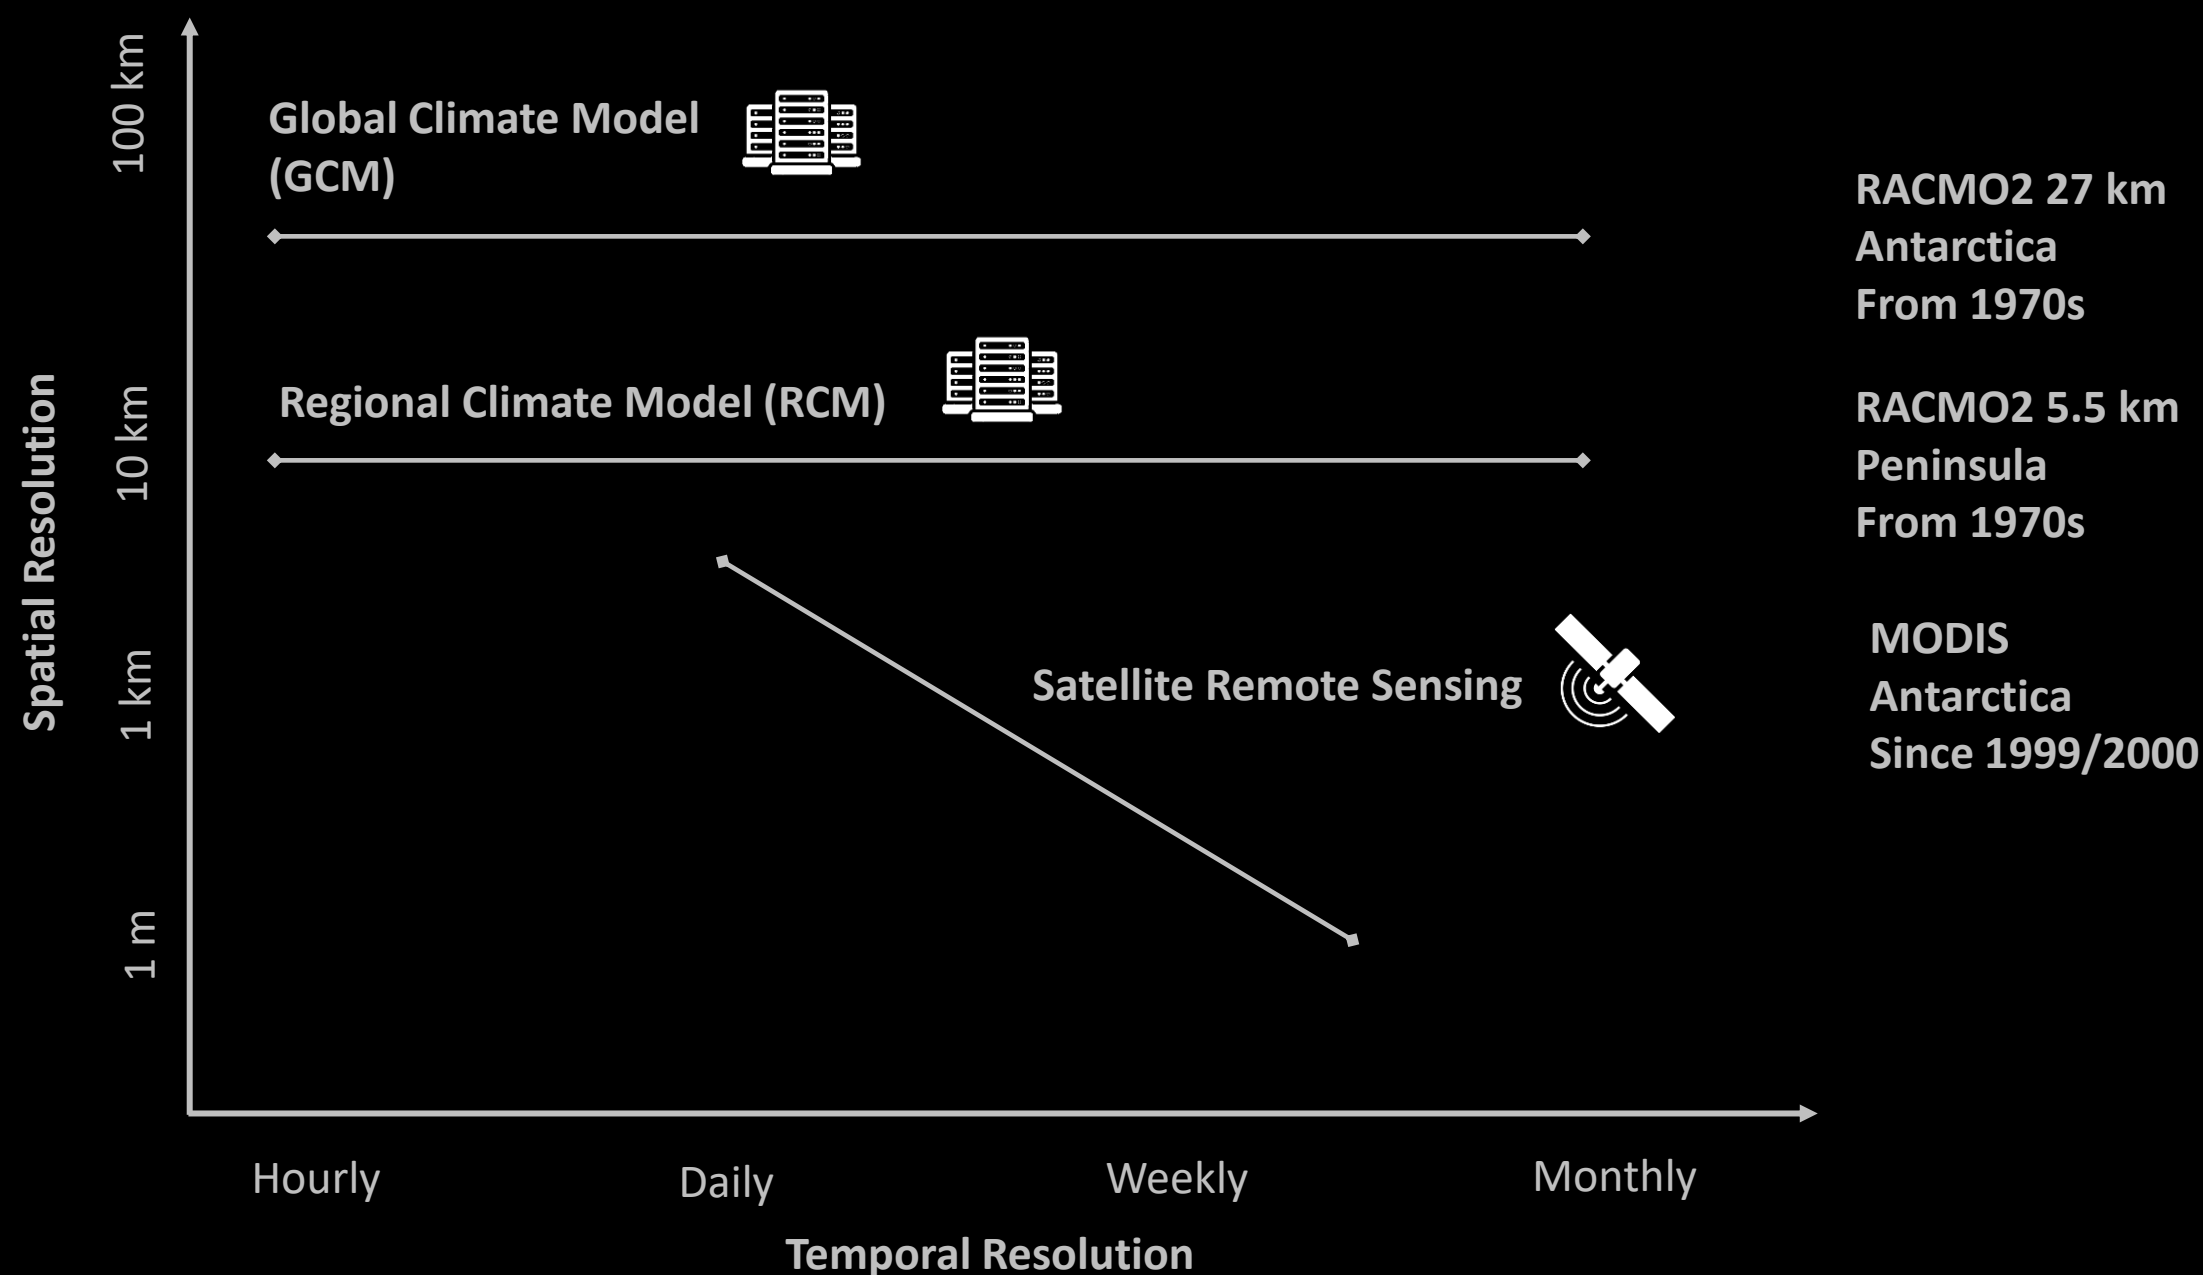 100 km
10 km
1 km
1 m
Spatial Resolution
Global Climate Model
(GCM)
Regional Climate Model (RCM)
Satellite Remote Sensing
RACMO2 27 km
Antarctica
From 1970s
RACMO2 5.5 km
Peninsula
From 1970s
MODIS
Antarctica
Since 1999/2000
Hourly
Daily
Weekly
Monthly
Temporal Resolution